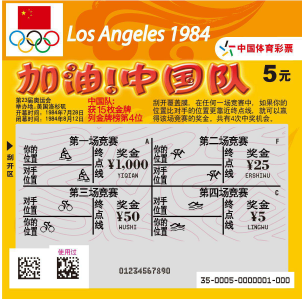 Los Angeles 1984
中国体育彩票
加油!中国队
5元
第23届奥运会
举办地:美国洛杉矶
开幕时间:1984年7月28日
闭幕时间:1984年8月12日
中国队:
获15枚金牌
列金牌榜第4位
刮开覆盖膜,在任何一场竞赛中,如果你的
位置比对手的位置更靠近终点线,即可以赢
得该场竞赛的奖金,共有4次中奖机会。
刮开区
第一场竞赛
A
你的位置
对手位置
终点线
奖金
¥1,000
YIQIAN
第二场竞赛
F
你的位置
对手位置
终点线
奖金
¥25
ERSHIWU
第三场竞赛
对手位置
你的位置
终点线
奖金
¥50
WUSHI
第四场竞赛
C
对手位置
你的位置
终点线
奖金
¥5
LINGWU
使用过
01234567890
35-0005-0000001-000